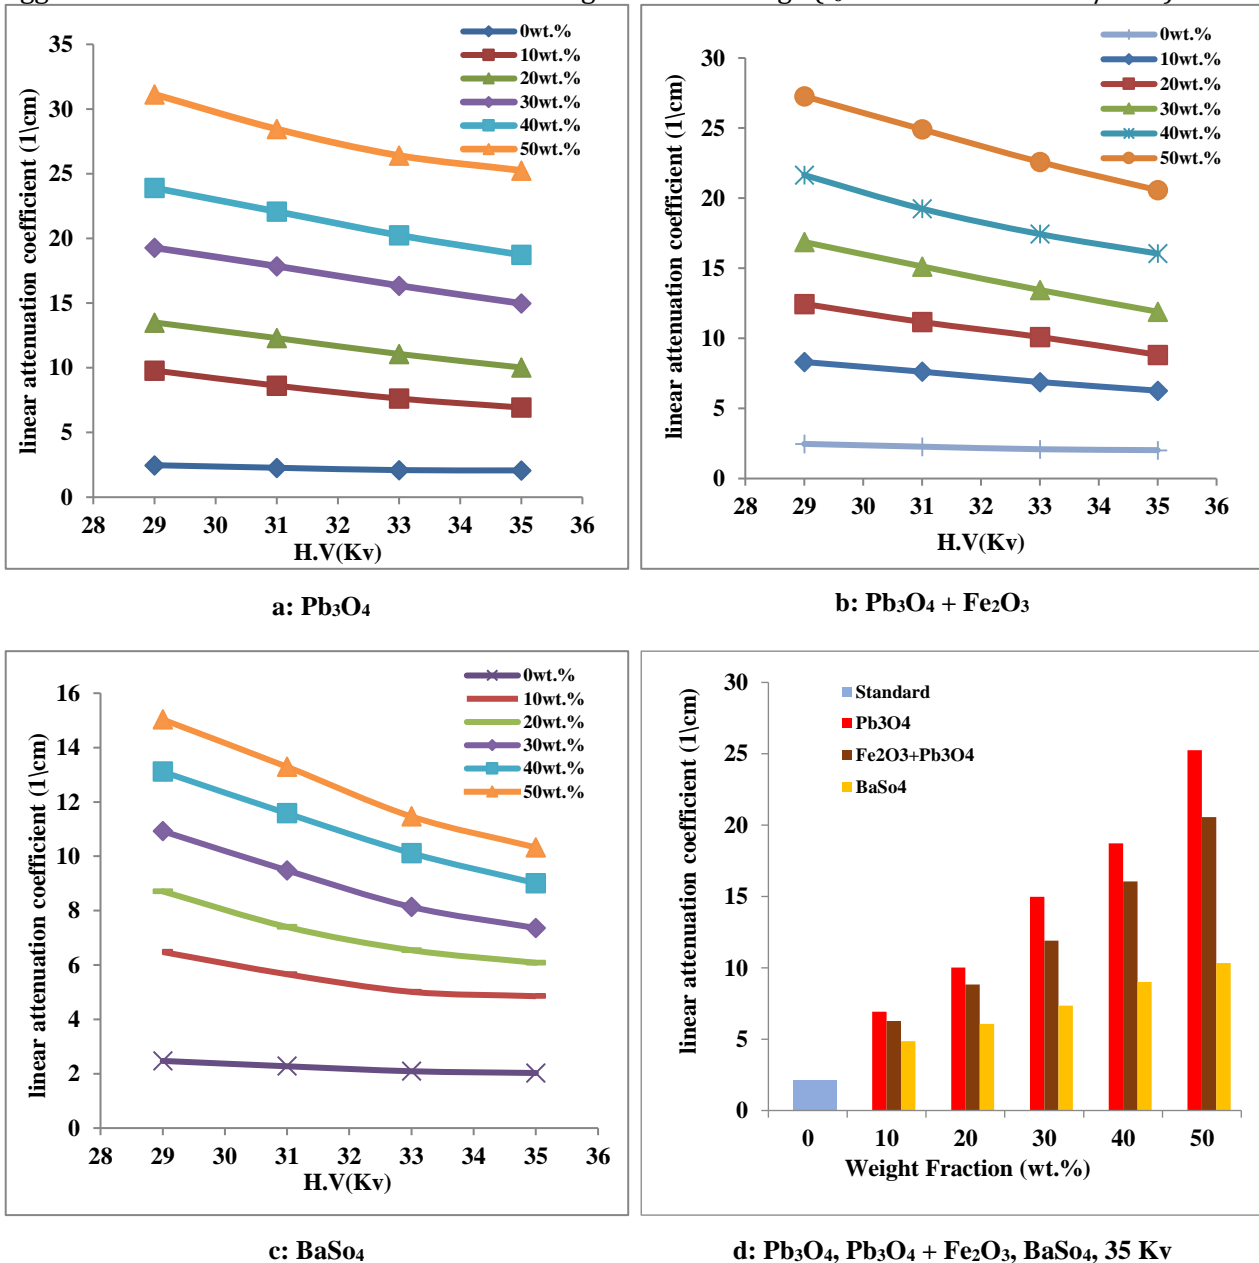 35
30
25
20
15
10
5
0
linear attenuation coefficient (1\cm)
0wt.%
10wt.%
20wt.%
30wt.%
40wt.%
50wt.%
28 29 30 31 32 33 34 35 36
H.V(Kv)
a: Pb₃O₄
30
25
20
15
10
5
0
linear attenuation coefficient (1\cm)
0wt.%
10wt.%
20wt.%
30wt.%
40wt.%
50wt.%
28 29 30 31 32 33 34 35 36
H.V(Kv)
b: Pb₃O₄ + Fe₂O₃
16
14
12
10
8
6
4
2
0
linear attenuation coefficient (1\cm)
0wt.%
10wt.%
20wt.%
30wt.%
40wt.%
50wt.%
28 29 30 31 32 33 34 35 36
H.V(Kv)
c: BaSo₄
30
25
20
15
10
5
0
linear attenuation coefficient (1\cm)
Standard
Pb3O4
Fe2O3+Pb3O4
BaSo4
0 10 20 30 40 50
Weight Fraction (wt.%)
d: Pb₃O₄, Pb₃O₄ + Fe₂O₃, BaSo₄, 35 Kv